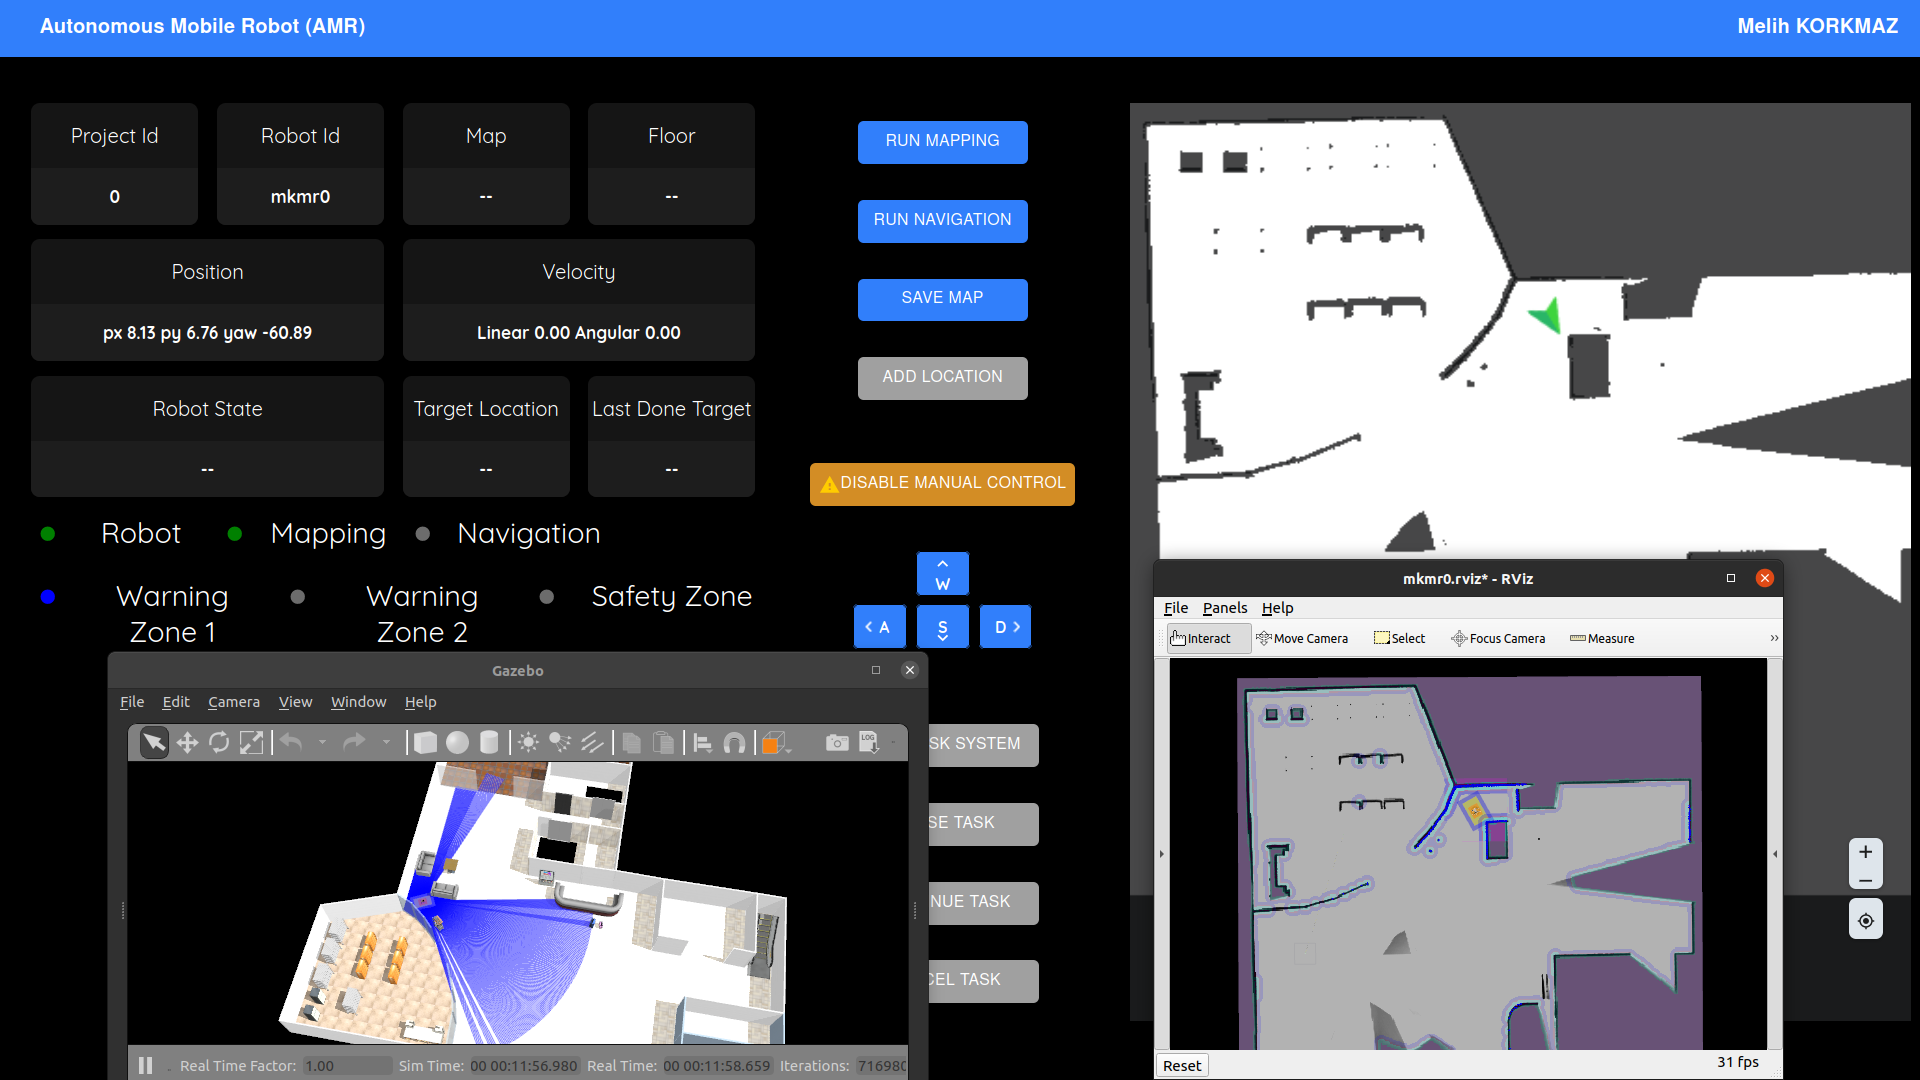 Autonomous Mobile Robot (AMR)
Melih KORKMAZ
Project Id
0
Robot Id
mkmr0
Map
--
Floor
--
Position
px 8.13 py 6.76 yaw -60.89
Velocity
Linear 0.00 Angular 0.00
Robot State
--
Target Location
--
Last Done Target
--
Robot
Mapping
Navigation
Warning
Zone 1
Warning
Zone 2
Safety Zone
RUN MAPPING
RUN NAVIGATION
SAVE MAP
ADD LOCATION
DISABLE MANUAL CONTROL
W
A
S
D
SK SYSTEM
SE TASK
NUE TASK
CEL TASK
Gazebo
File Edit Camera View Window Help
LOG
Real Time Factor: 1.00 Sim Time: 00 00:11:56.980 Real Time: 00 00:11:58.659 Iterations: 716980
mkmr0.rviz* - RViz
File Panels Help
Interact Move Camera Select Focus Camera Measure »
Reset
31 fps
+
−